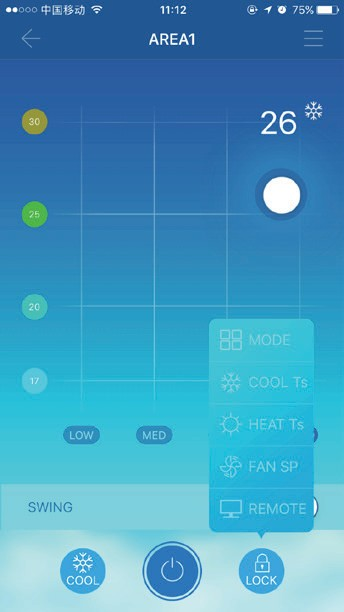 中国移动 11:12 75%
AREA1
26
30
25
20
17
MODE
COOL Ts
HEAT Ts
FAN SP
REMOTE
LOW MED
SWING
COOL LOCK